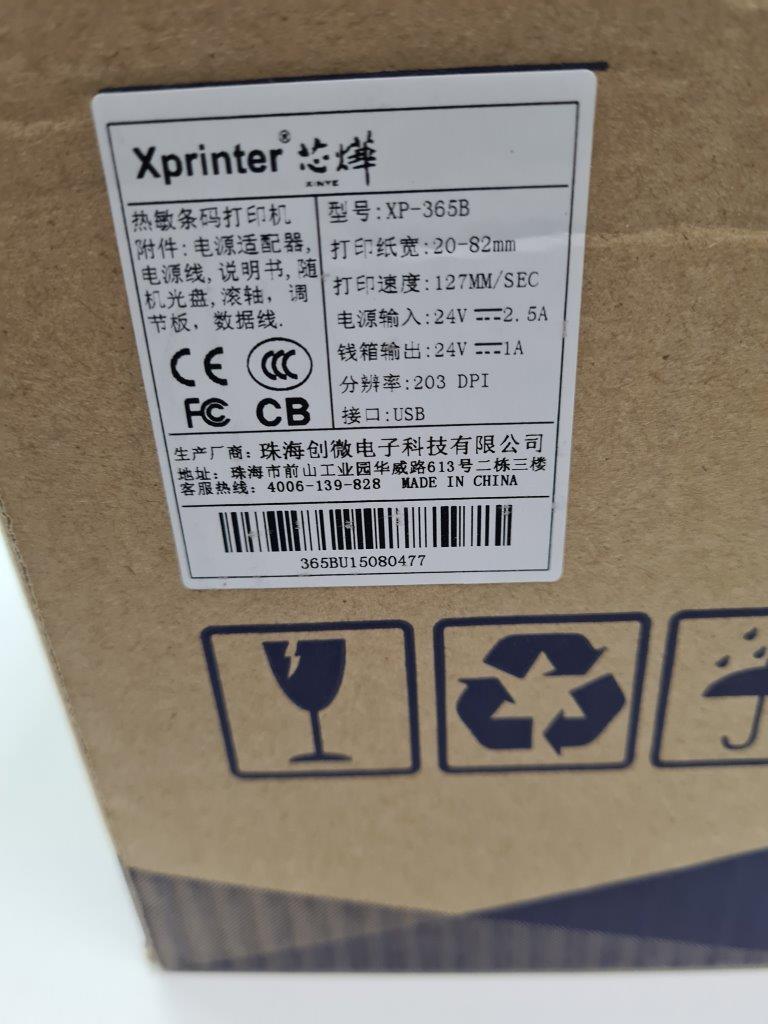 Xprinter® 芯烨
XINYE
热敏条码打印机
附件:电源适配器,
电源线,说明书,随
机光盘,滚轴，调
节板，数据线.
CE CCC
FC CB
型号:XP-365B
打印纸宽:20-82mm
打印速度:127MM/SEC
电源输入:24V ⎓2.5A
钱箱输出:24V ⎓1A
分辨率:203 DPI
接口:USB
生产厂商：珠海创微电子科技有限公司
地址：珠海市前山工业园华威路613号二栋三楼
客服热线：4006-139-828 MADE IN CHINA
365BU15080477